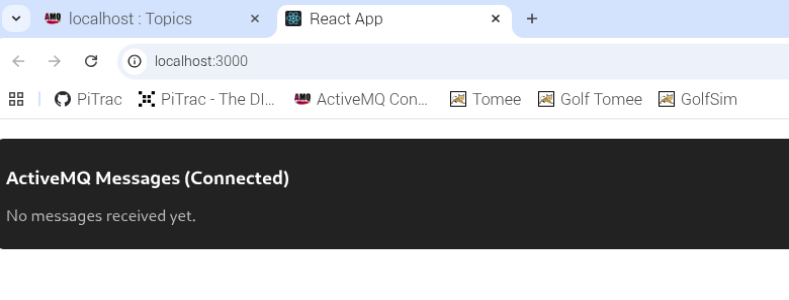 localhost : Topics
React App
localhost:3000
PiTrac
PiTrac - The DI...
AMQ
ActiveMQ Con...
Tomee
Golf Tomee
GolfSim
ActiveMQ Messages (Connected)
No messages received yet.